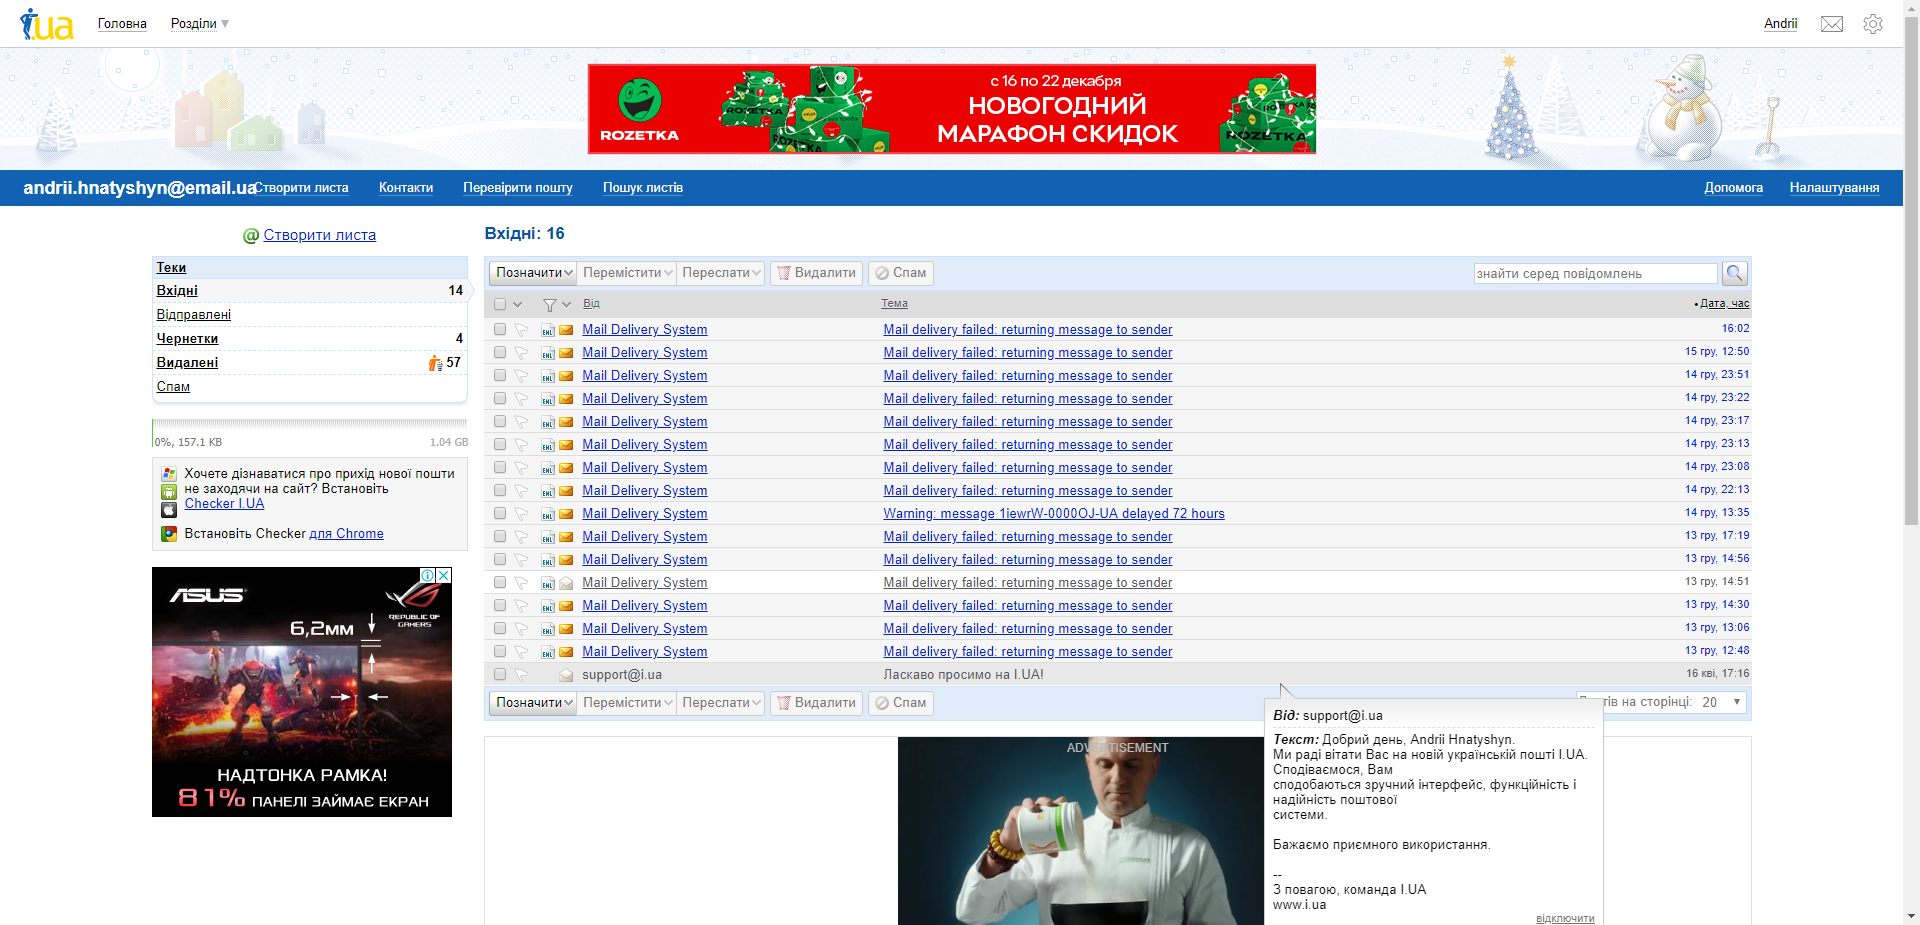 i.ua
Головна
Розділи
Andrii
ROZETKA
ROZETKA
ROZETKA
с 16 по 22 декабря
НОВОГОДНИЙ
МАРАФОН СКИДОК
ROZETKA
andrii.hnatyshyn@email.ua
Створити листа
Контакти
Перевірити пошту
Пошук листів
Допомога
Налаштування
@ Створити листа
Теки
Вхідні 14
Відправлені
Чернетки 4
Видалені 57
Спам
0%, 157.1 KB 1.04 GB
Хочете дізнаватися про прихід нової пошти
не заходячи на сайт? Встановіть
Checker I.UA
Встановіть Checker для Chrome
ASUS
REPUBLIC OF
GAMERS
6,2мм
НАДТОНКА РАМКА!
81% ПАНЕЛІ ЗАЙМАЄ ЕКРАН
Вхідні: 16
Позначити Перемістити Переслати Видалити Спам
знайти серед повідомлень
Від Тема Дата, час
Mail Delivery System Mail delivery failed: returning message to sender 16:02
Mail Delivery System Mail delivery failed: returning message to sender 15 гру, 12:50
Mail Delivery System Mail delivery failed: returning message to sender 14 гру, 23:51
Mail Delivery System Mail delivery failed: returning message to sender 14 гру, 23:22
Mail Delivery System Mail delivery failed: returning message to sender 14 гру, 23:17
Mail Delivery System Mail delivery failed: returning message to sender 14 гру, 23:13
Mail Delivery System Mail delivery failed: returning message to sender 14 гру, 23:08
Mail Delivery System Mail delivery failed: returning message to sender 14 гру, 22:13
Mail Delivery System Warning: message 1iewrW-0000OJ-UA delayed 72 hours 14 гру, 13:35
Mail Delivery System Mail delivery failed: returning message to sender 13 гру, 17:19
Mail Delivery System Mail delivery failed: returning message to sender 13 гру, 14:56
Mail Delivery System Mail delivery failed: returning message to sender 13 гру, 14:51
Mail Delivery System Mail delivery failed: returning message to sender 13 гру, 14:30
Mail Delivery System Mail delivery failed: returning message to sender 13 гру, 13:06
Mail Delivery System Mail delivery failed: returning message to sender 13 гру, 12:48
support@i.ua Ласкаво просимо на I.UA! 16 кві, 17:16
Позначити Перемістити Переслати Видалити Спам
на сторінці: 20
ADVERTISEMENT
Від: support@i.ua
Текст: Добрий день, Andrii Hnatyshyn.
Ми раді вітати Вас на новій українській пошті I.UA.
Сподіваємося, Вам
сподобаються зручний інтерфейс, функційність і
надійність поштової
системи.
Бажаємо приємного використання.
--
З повагою, команда I.UA
www.i.ua
відключити